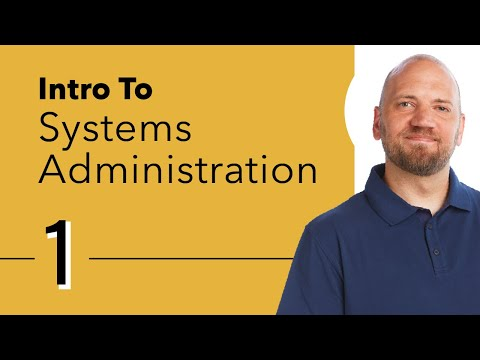 Intro To
Systems
Administration
1